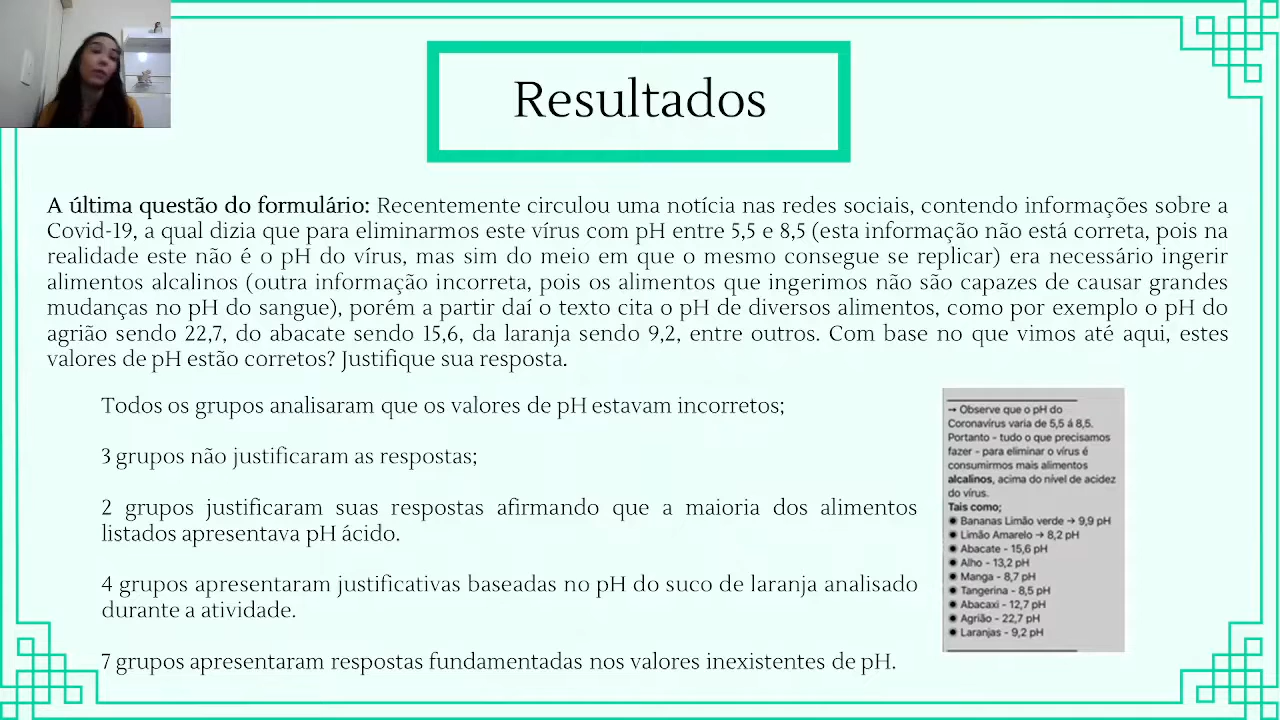 Resultados
A última questão do formulário: Recentemente circulou uma notícia nas redes sociais, contendo informações sobre a
Covid-19, a qual dizia que para eliminarmos este vírus com pH entre 5,5 e 8,5 (esta informação não está correta, pois na
realidade este não é o pH do vírus, mas sim do meio em que o mesmo consegue se replicar) era necessário ingerir
alimentos alcalinos (outra informação incorreta, pois os alimentos que ingerimos não são capazes de causar grandes
mudanças no pH do sangue), porém a partir daí o texto cita o pH de diversos alimentos, como por exemplo o pH do
agrião sendo 22,7, do abacate sendo 15,6, da laranja sendo 9,2, entre outros. Com base no que vimos até aqui, estes
valores de pH estão corretos? Justifique sua resposta.
Todos os grupos analisaram que os valores de pH estavam incorretos;
3 grupos não justificaram as respostas;
2 grupos justificaram suas respostas afirmando que a maioria dos alimentos
listados apresentava pH ácido.
4 grupos apresentaram justificativas baseadas no pH do suco de laranja analisado
durante a atividade.
7 grupos apresentaram respostas fundamentadas nos valores inexistentes de pH.
→ Observe que o pH do
Coronavírus varia de 5,5 á 8,5.
Portanto - tudo o que precisamos
fazer - para eliminar o vírus é
consumirmos mais alimentos
alcalinos, acima do nível de acidez
do vírus.
Tais como;
● Bananas Limão verde → 9,9 pH
● Limão Amarelo → 8,2 pH
● Abacate - 15,6 pH
● Alho - 13,2 pH
● Manga - 8,7 pH
● Tangerina - 8,5 pH
● Abacaxi - 12,7 pH
● Agrião - 22,7 pH
● Laranjas - 9,2 pH